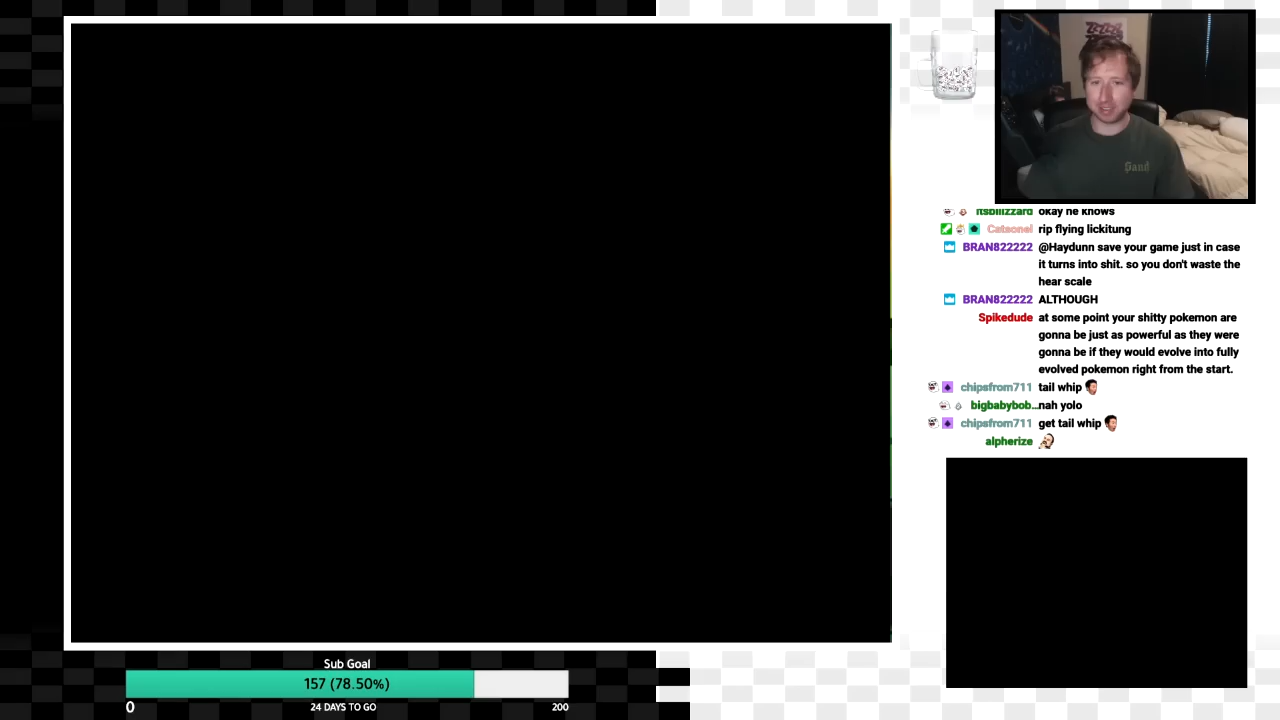 itsbllizzard okay he knows
Catsonel rip flying lickitung
BRAN822222 @Haydunn save your game just in case
it turns into shit. so you don't waste the
hear scale
BRAN822222 ALTHOUGH
Spikedude at some point your shitty pokemon are
gonna be just as powerful as they were
gonna be if they would evolve into fully
evolved pokemon right from the start.
chipsfrom711 tail whip
bigbabybob... nah yolo
chipsfrom711 get tail whip
alpherize
Sand
Sub Goal
157 (78.50%)
0 24 DAYS TO GO 200